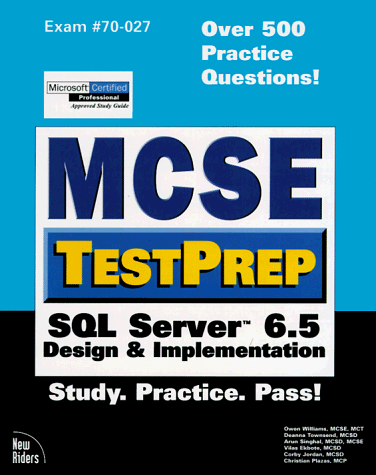 Exam #70-027
Over 500
Practice
Questions!
Microsoft Certified
Professional
Approved Study Guide
MCSE
TESTPREP
SQL Server™ 6.5
Design & Implementation
Study. Practice. Pass!
Owen Williams, MCSE, MCT
Deanna Townsend, MCSD
Arun Singhal, MCSD, MCSE
Vilas Ekbote, MCSD
Corby Jordan, MCSD
Christian Plazas, MCP
New
Riders